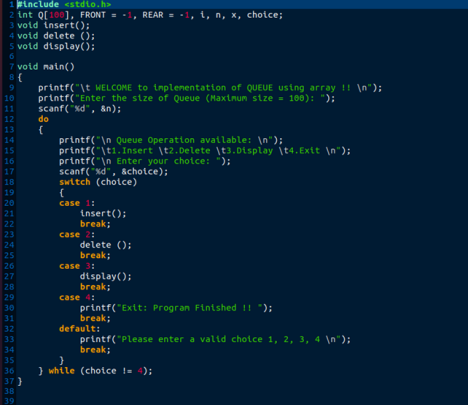 1 #include <stdio.h>
2 int Q[100], FRONT = -1, REAR = -1, i, n, x, choice;
3 void insert();
4 void delete ();
5 void display();
6
7 void main()
8 {
9 printf("\t WELCOME to implementation of QUEUE using array !! \n");
10 printf("Enter the size of Queue (Maximum size = 100): ");
11 scanf("%d", &n);
12 do
13 {
14 printf("\n Queue Operation available: \n");
15 printf("\t1.Insert \t2.Delete \t3.Display \t4.Exit \n");
16 printf("\n Enter your choice: ");
17 scanf("%d", &choice);
18 switch (choice)
19 {
20 case 1:
21 insert();
22 break;
23 case 2:
24 delete ();
25 break;
26 case 3:
27 display();
28 break;
29 case 4:
30 printf("Exit: Program Finished !! ");
31 break;
32 default:
33 printf("Please enter a valid choice 1, 2, 3, 4 \n");
34 break;
35 }
36 } while (choice != 4);
37 }
38
39